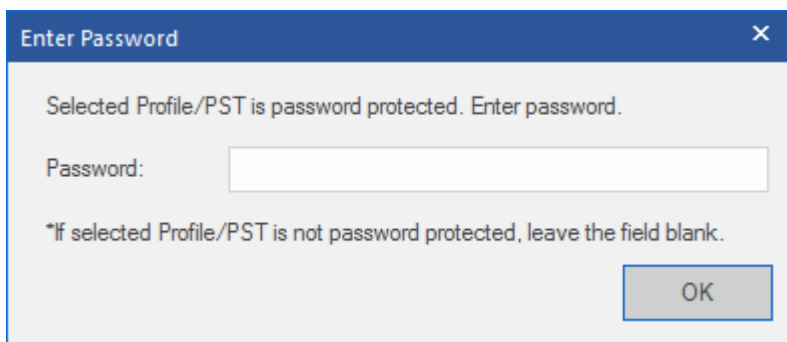 Enter Password
Selected Profile/PST is password protected. Enter password.
Password:
*If selected Profile/PST is not password protected, leave the field blank.
OK